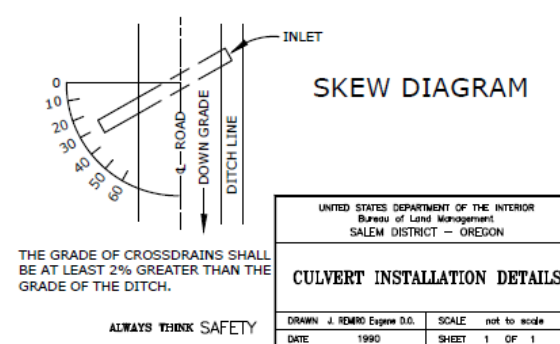 INLET
SKEW DIAGRAM
0
10
20
30
40
50
60
℄ ROAD
DOWN GRADE
DITCH LINE
THE GRADE OF CROSSDRAINS SHALL
BE AT LEAST 2% GREATER THAN THE
GRADE OF THE DITCH.
ALWAYS THINK SAFETY
UNITED STATES DEPARTMENT OF THE INTERIOR
Bureau of Land Management
SALEM DISTRICT – OREGON
CULVERT INSTALLATION DETAILS
DRAWN J. REMIRO Eugene D.O. SCALE not to scale
DATE 1990 SHEET 1 OF 1